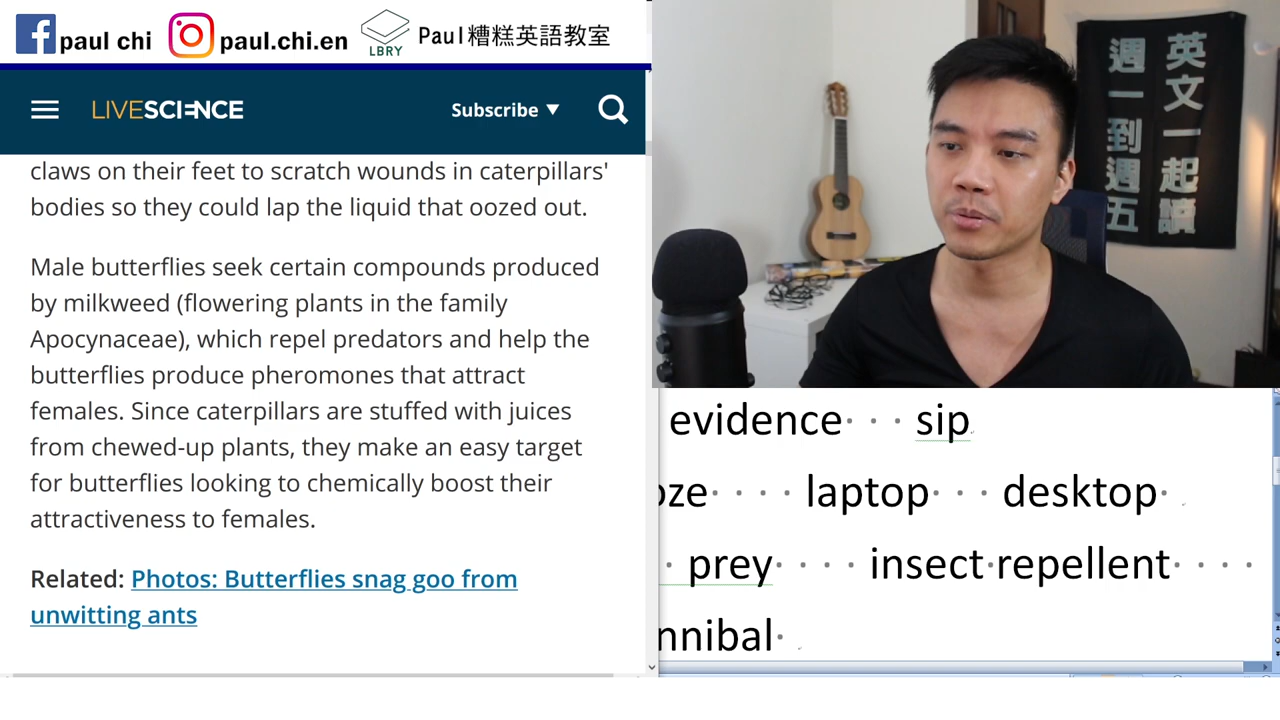 paul chi
paul.chi.en
LBRY
Paul糟糕英語教室
LIVESCIENCE
Subscribe
claws on their feet to scratch wounds in caterpillars'
bodies so they could lap the liquid that oozed out.
Male butterflies seek certain compounds produced
by milkweed (flowering plants in the family
Apocynaceae), which repel predators and help the
butterflies produce pheromones that attract
females. Since caterpillars are stuffed with juices
from chewed-up plants, they make an easy target
for butterflies looking to chemically boost their
attractiveness to females.
Related: Photos: Butterflies snag goo from
unwitting ants
英文一起讀
週一到週五
evidence sip
oze laptop desktop
prey insect repellent
nnibal